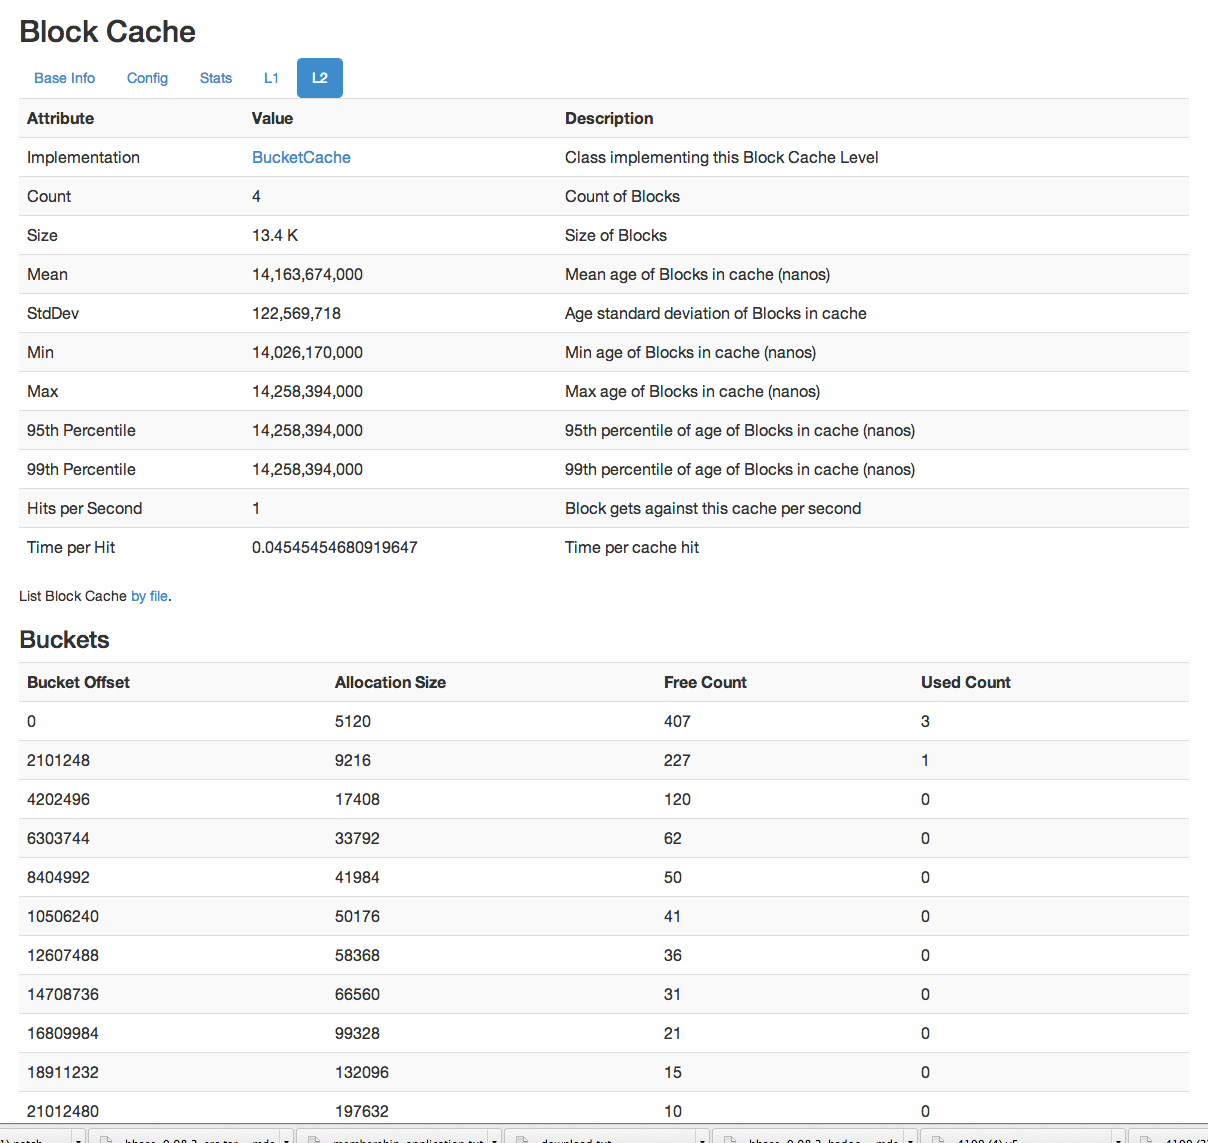 Block Cache
Base Info Config Stats L1 L2
Attribute Value Description
Implementation BucketCache Class implementing this Block Cache Level
Count 4 Count of Blocks
Size 13.4 K Size of Blocks
Mean 14,163,674,000 Mean age of Blocks in cache (nanos)
StdDev 122,569,718 Age standard deviation of Blocks in cache
Min 14,026,170,000 Min age of Blocks in cache (nanos)
Max 14,258,394,000 Max age of Blocks in cache (nanos)
95th Percentile 14,258,394,000 95th percentile of age of Blocks in cache (nanos)
99th Percentile 14,258,394,000 99th percentile of age of Blocks in cache (nanos)
Hits per Second 1 Block gets against this cache per second
Time per Hit 0.04545454680919647 Time per cache hit
List Block Cache by file.
Buckets
Bucket Offset Allocation Size Free Count Used Count
0 5120 407 3
2101248 9216 227 1
4202496 17408 120 0
6303744 33792 62 0
8404992 41984 50 0
10506240 50176 41 0
12607488 58368 36 0
14708736 66560 31 0
16809984 99328 21 0
18911232 132096 15 0
21012480 197632 10 0